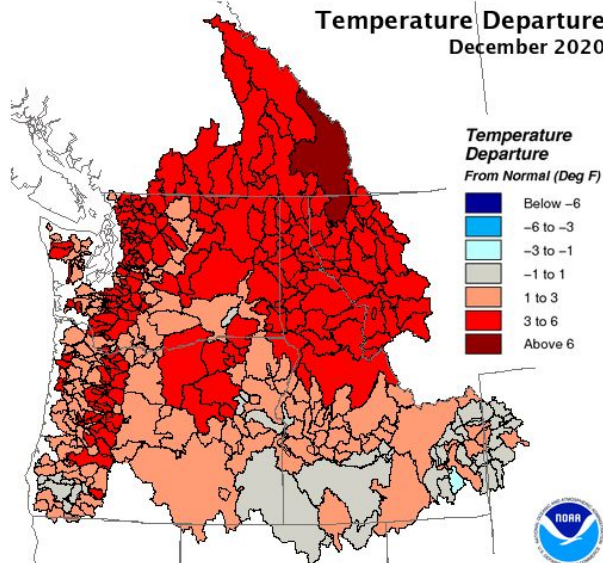 Temperature Departure
December 2020
Temperature
Departure
From Normal (Deg F)
Below −6
−6 to −3
−3 to −1
−1 to 1
1 to 3
3 to 6
Above 6
NOAA